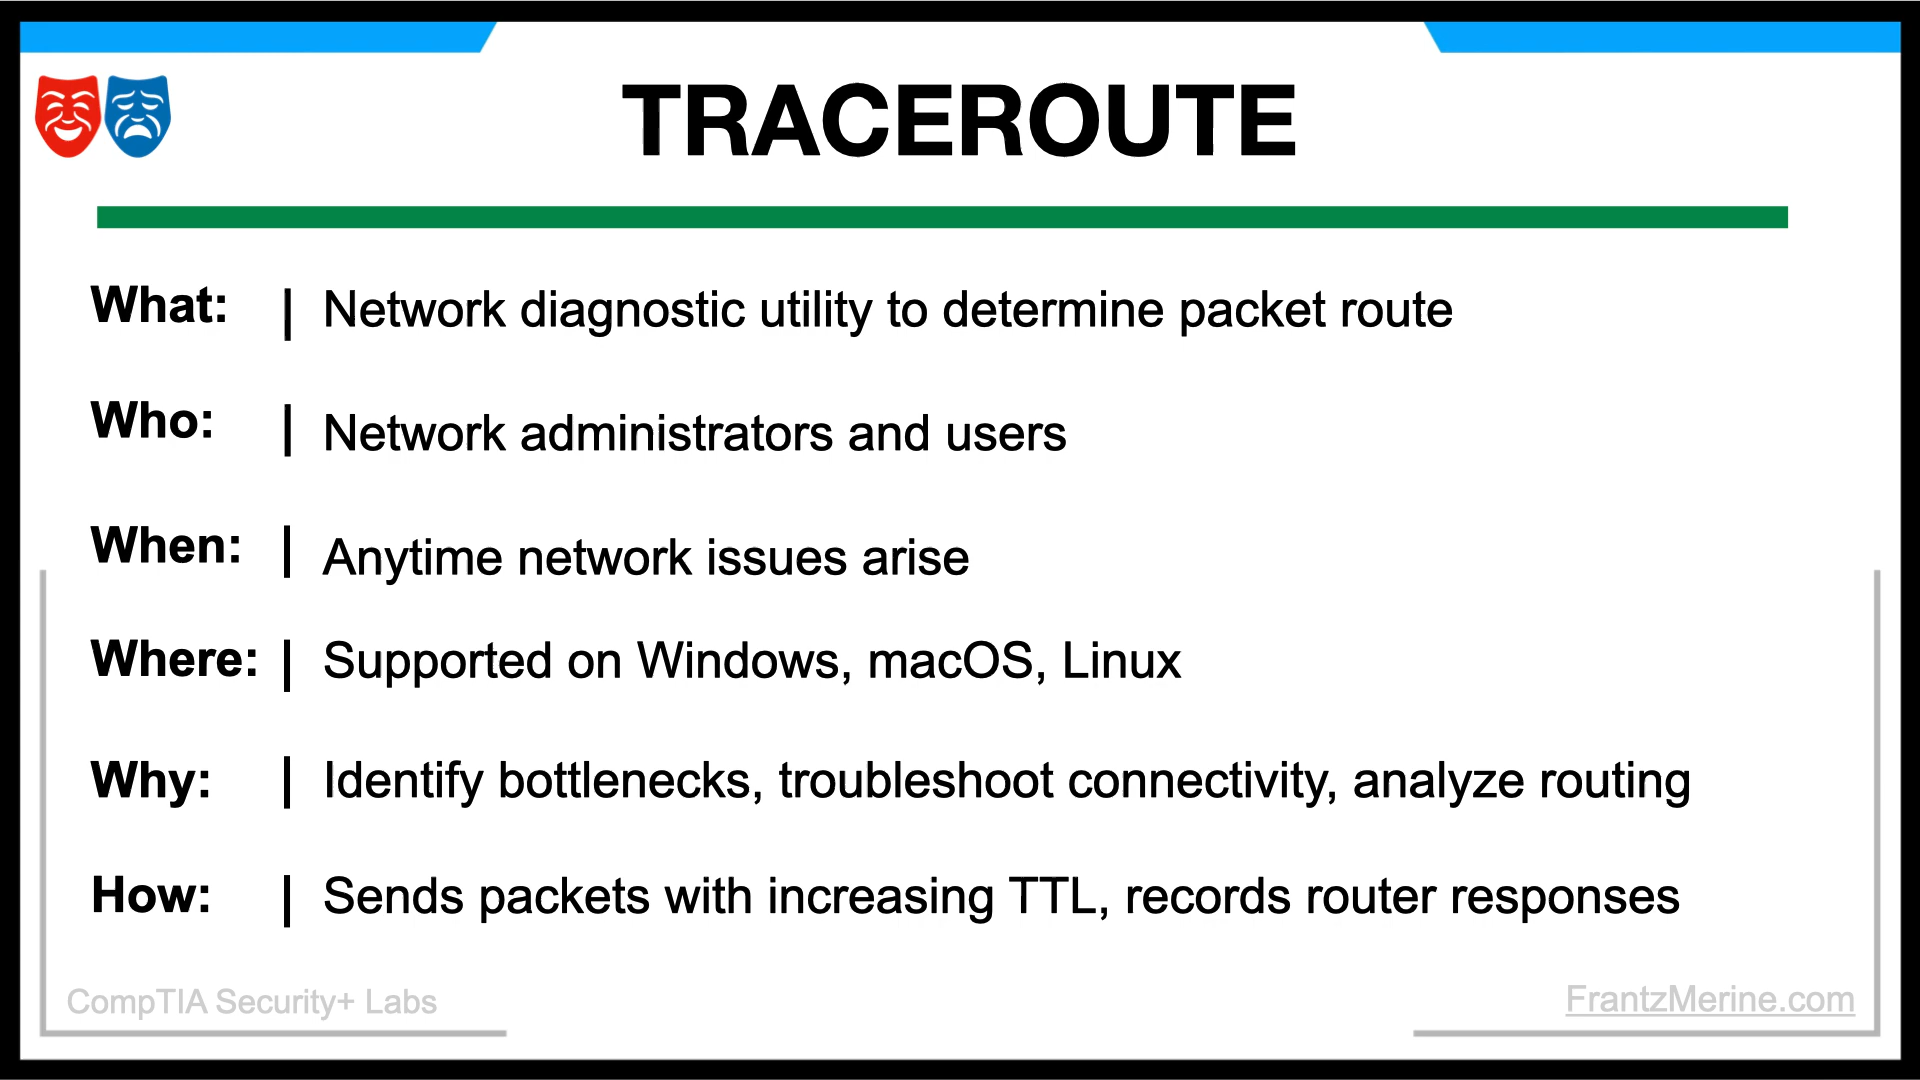 TRACEROUTE
What: | Network diagnostic utility to determine packet route
Who: | Network administrators and users
When: | Anytime network issues arise
Where: | Supported on Windows, macOS, Linux
Why: | Identify bottlenecks, troubleshoot connectivity, analyze routing
How: | Sends packets with increasing TTL, records router responses
CompTIA Security+ Labs
FrantzMerine.com